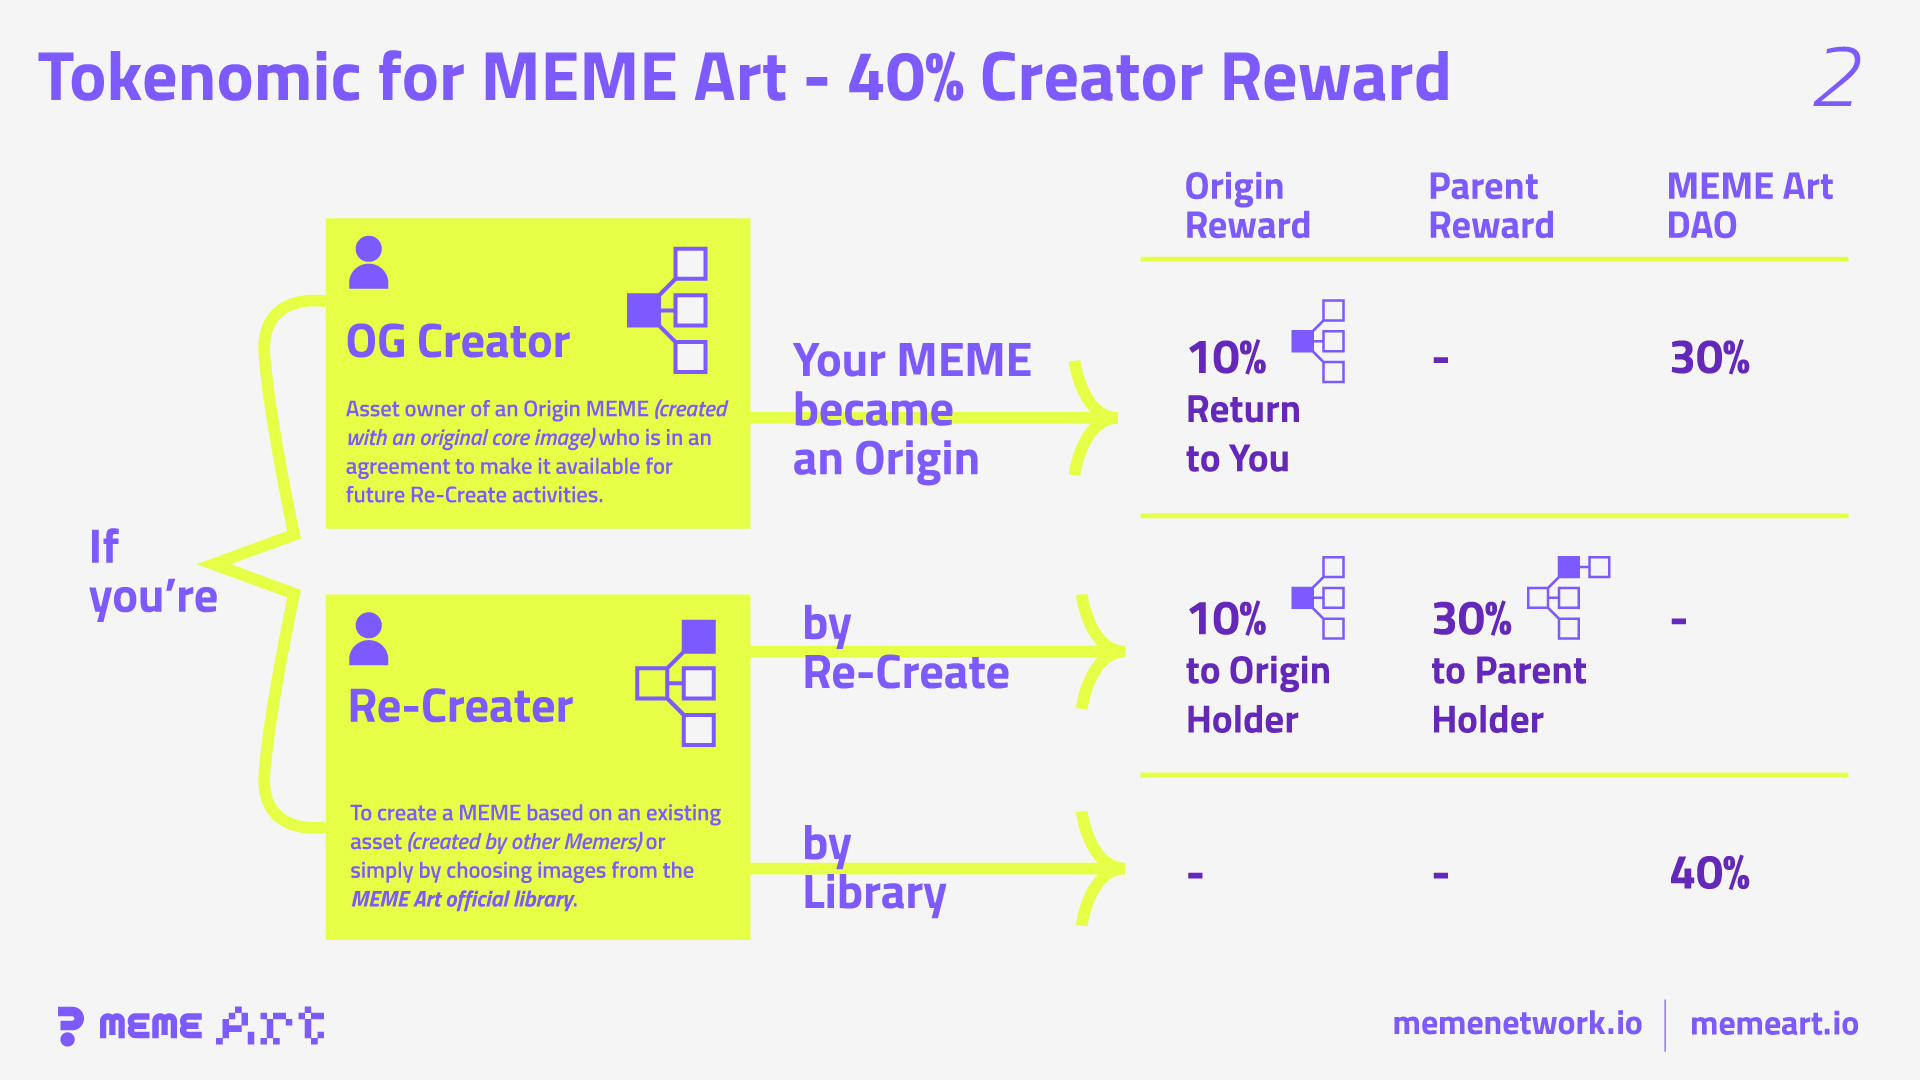 Tokenomic for MEME Art - 40% Creator Reward
2
Origin
Reward
Parent
Reward
MEME Art
DAO
If
you're
OG Creator
Asset owner of an Origin MEME (created
with an original core image) who is in an
agreement to make it available for
future Re-Create activities.
Your MEME
became
an Origin
10%
Return
to You
-
30%
Re-Creater
To create a MEME based on an existing
asset (created by other Memers) or
simply by choosing images from the
MEME Art official library.
by
Re-Create
10%
to Origin
Holder
30%
to Parent
Holder
-
by
Library
-
-
40%
MEME Art
memenetwork.io
memeart.io